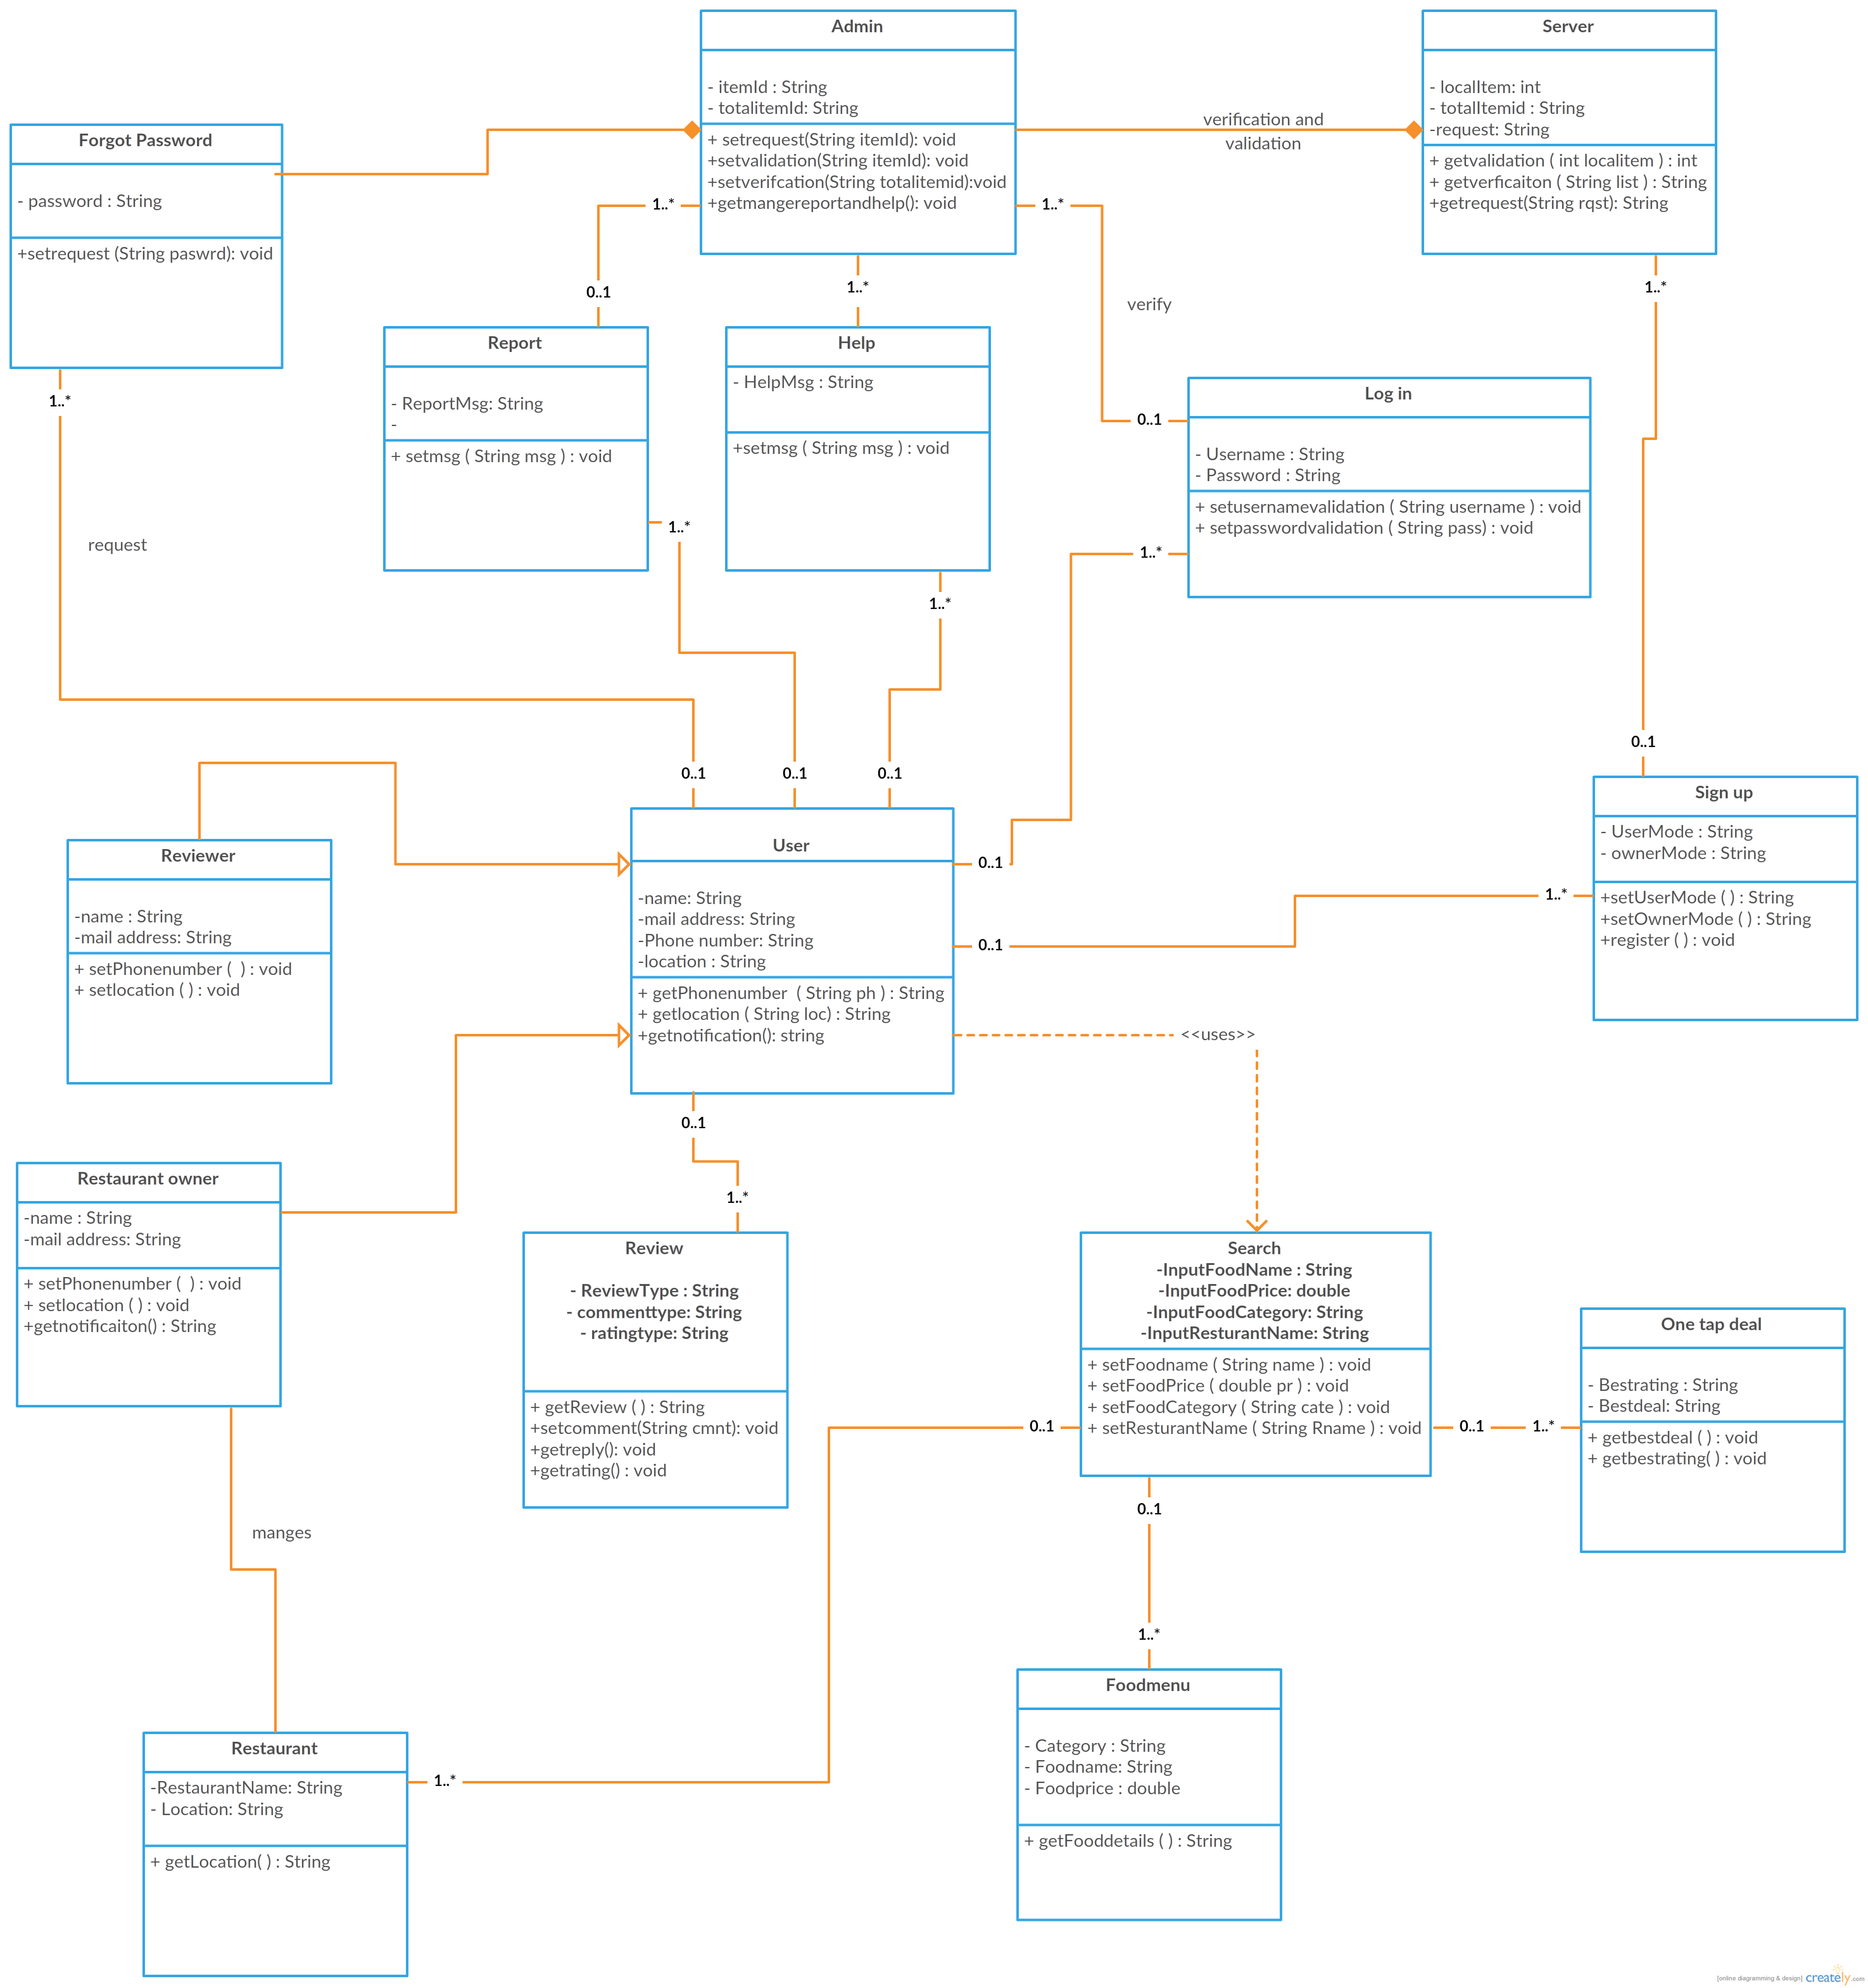 Admin
- itemId : String
- totalitemId: String
+ setrequest(String itemId): void
+setvalidation(String itemId): void
+setverifcation(String totalitemid):void
+getmangereportandhelp(): void
Server
- localItem: int
- totalItemid : String
-request: String
+ getvalidation ( int localitem ) : int
+ getverficaiton ( String list ) : String
+getrequest(String rqst): String
verification and
validation
Forgot Password
- password : String
+setrequest (String paswrd): void
1..*
1..*
0..1
1..*
1..*
verify
Report
- ReportMsg: String
-
+ setmsg ( String msg ) : void
Help
- HelpMsg : String
+setmsg ( String msg ) : void
Log in
- Username : String
- Password : String
+ setusernamevalidation ( String username ) : void
+ setpasswordvalidation ( String pass) : void
1..*
0..1
request
1..*
1..*
1..*
0..1
0..1
0..1
0..1
Sign up
- UserMode : String
- ownerMode : String
+setUserMode ( ) : String
+setOwnerMode ( ) : String
+register ( ) : void
User
-name: String
-mail address: String
-Phone number: String
-location : String
+ getPhonenumber ( String ph ) : String
+ getlocation ( String loc) : String
+getnotification(): string
Reviewer
-name : String
-mail address: String
+ setPhonenumber ( ) : void
+ setlocation ( ) : void
0..1
1..*
0..1
<<uses>>
0..1
1..*
Restaurant owner
-name : String
-mail address: String
+ setPhonenumber ( ) : void
+ setlocation ( ) : void
+getnotificaiton() : String
Review
- ReviewType : String
- commenttype: String
- ratingtype: String
+ getReview ( ) : String
+setcomment(String cmnt): void
+getreply(): void
+getrating() : void
Search
-InputFoodName : String
-InputFoodPrice: double
-InputFoodCategory: String
-InputResturantName: String
+ setFoodname ( String name ) : void
+ setFoodPrice ( double pr ) : void
+ setFoodCategory ( String cate ) : void
+ setResturantName ( String Rname ) : void
One tap deal
- Bestrating : String
- Bestdeal: String
+ getbestdeal ( ) : void
+ getbestrating( ) : void
0..1
0..1
1..*
0..1
manges
1..*
Foodmenu
- Category : String
- Foodname: String
- Foodprice : double
+ getFooddetails ( ) : String
Restaurant
-RestaurantName: String
- Location: String
+ getLocation( ) : String
1..*
[online diagramming & design] creately.com